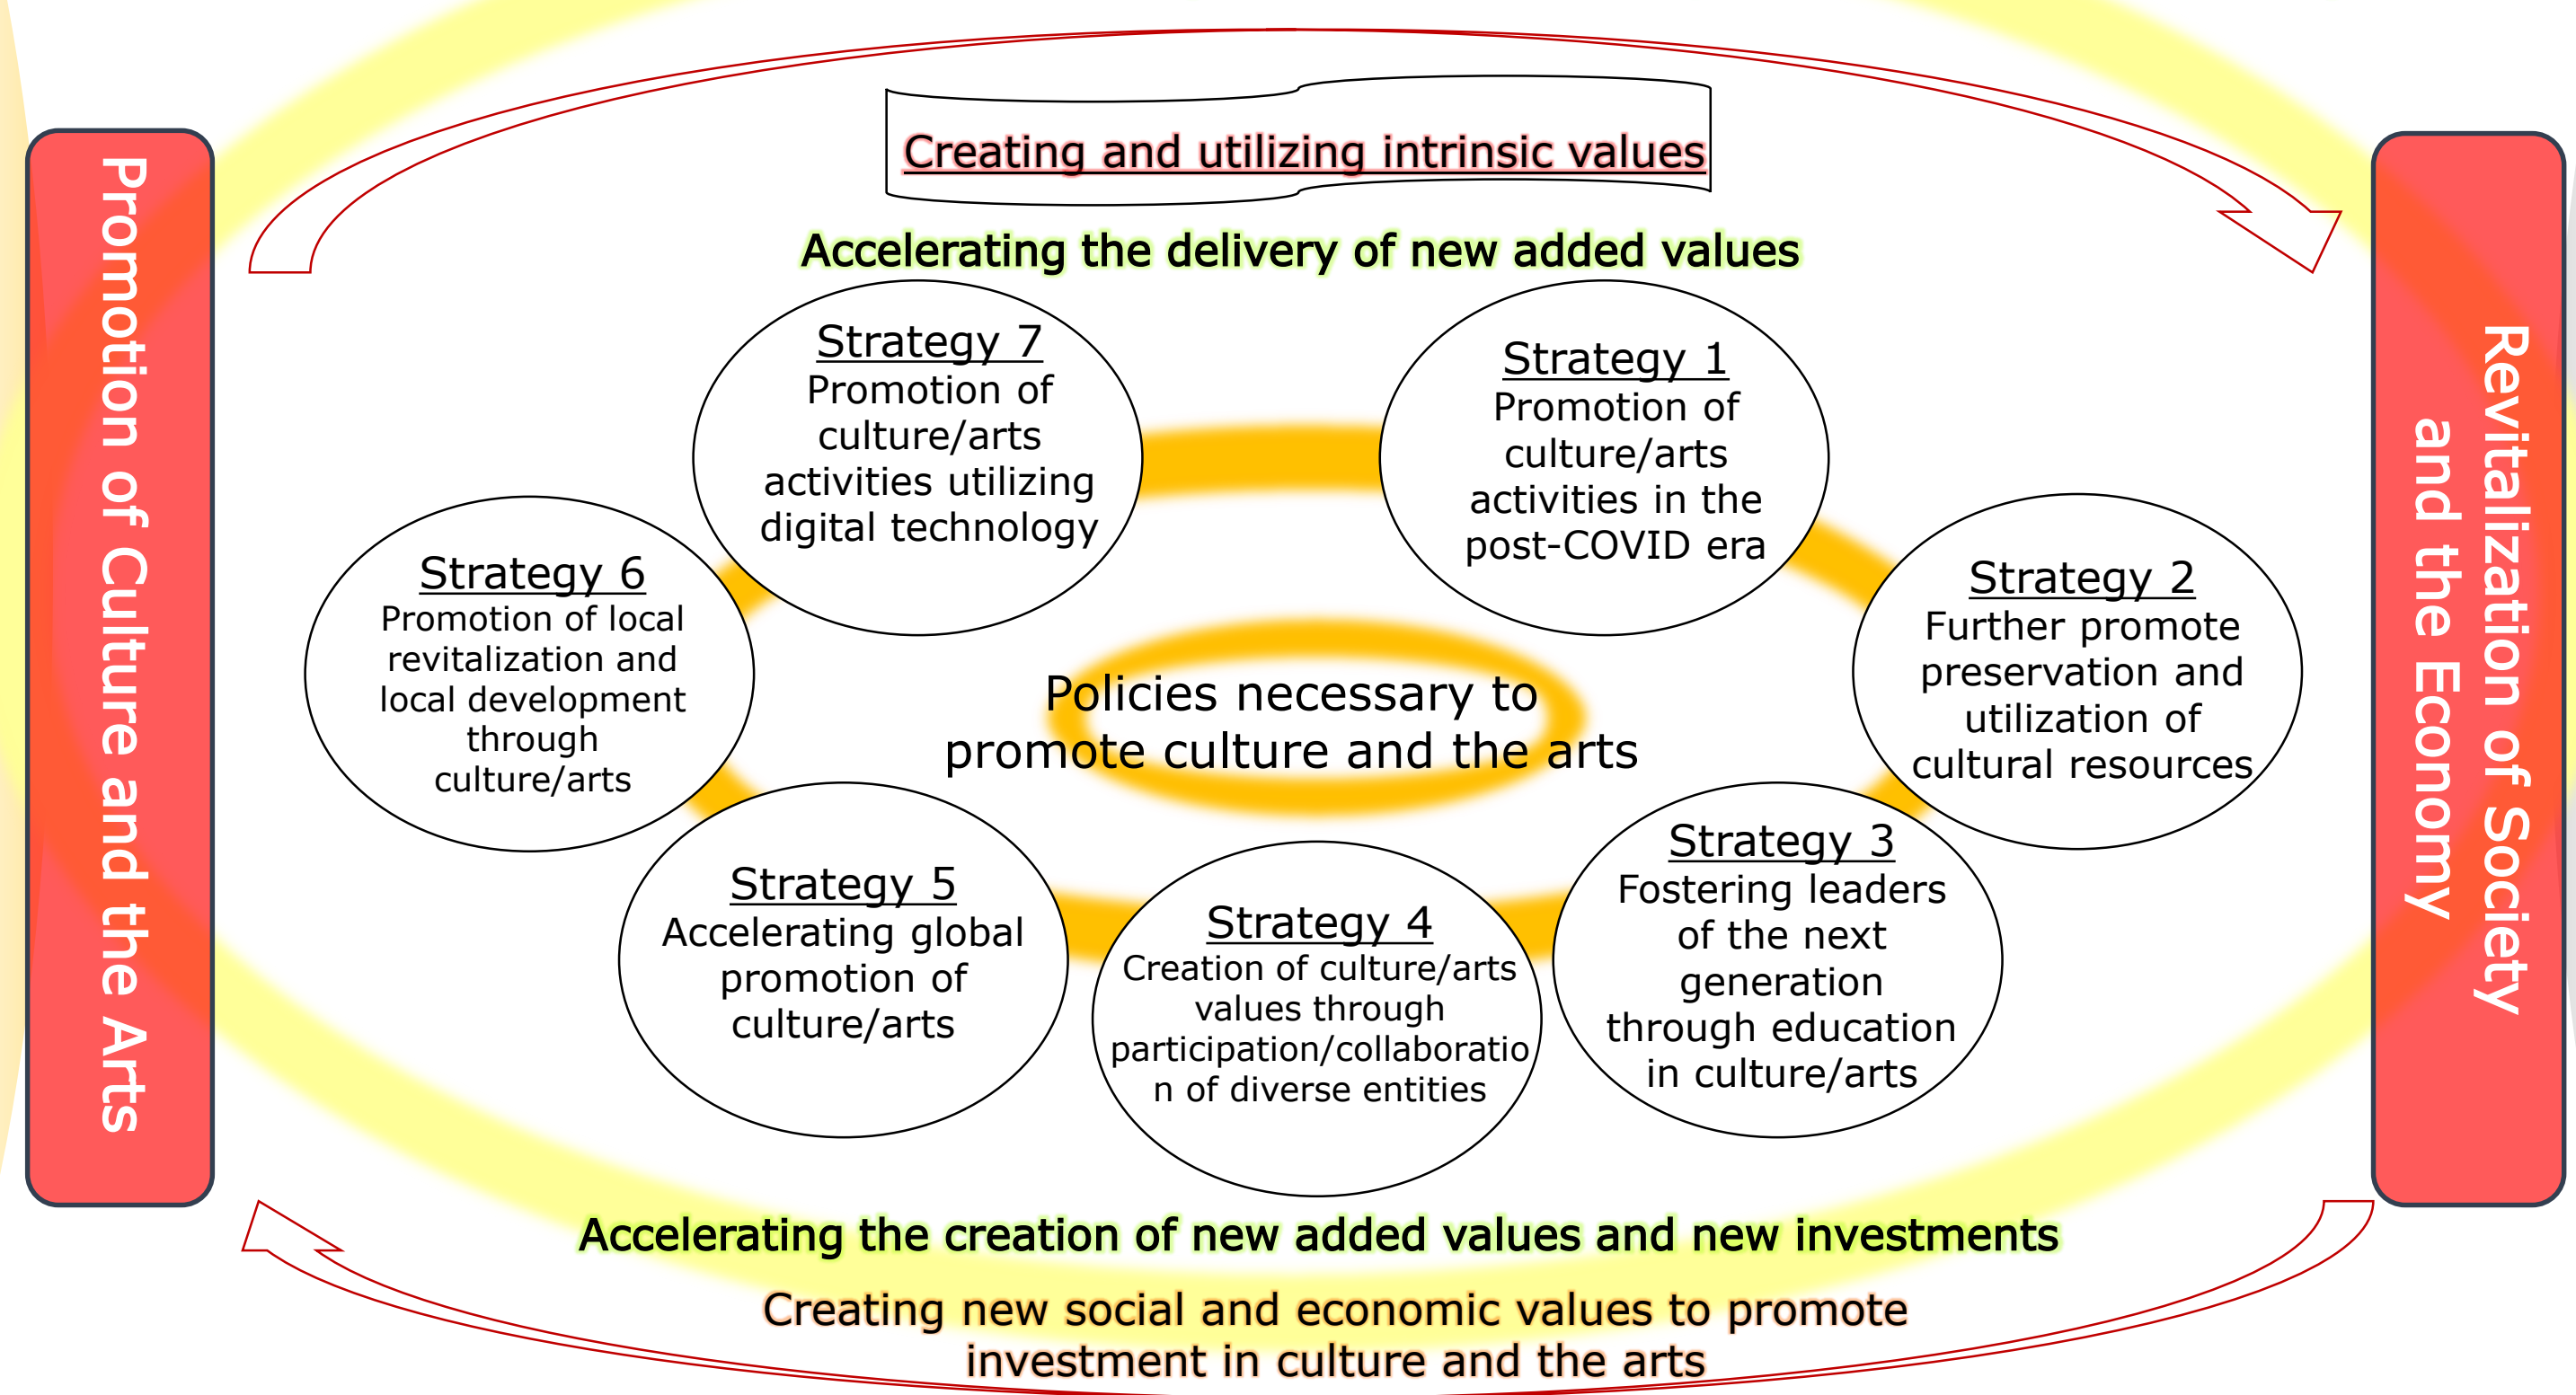 Creating and utilizing intrinsic values
Accelerating the delivery of new added values
Promotion of Culture and the Arts
Revitalization of Society
and the Economy
Strategy 7
Promotion of
culture/arts
activities utilizing
digital technology
Strategy 1
Promotion of
culture/arts
activities in the
post-COVID era
Strategy 6
Promotion of local
revitalization and
local development
through
culture/arts
Strategy 2
Further promote
preservation and
utilization of
cultural resources
Policies necessary to
promote culture and the arts
Strategy 5
Accelerating global
promotion of
culture/arts
Strategy 4
Creation of culture/arts
values through
participation/collaboratio
n of diverse entities
Strategy 3
Fostering leaders
of the next
generation
through education
in culture/arts
Accelerating the creation of new added values and new investments
Creating new social and economic values to promote
investment in culture and the arts